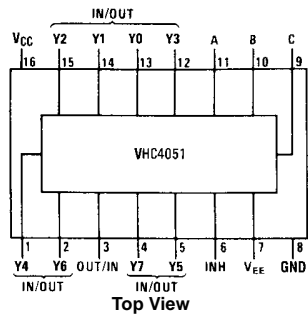 IN/OUT
VCC Y2 Y1 Y0 Y3 A B C
16 15 14 13 12 11 10 9
VHC4051
1 2 3 4 5 6 7 8
Y4 Y6 OUT/IN Y7 Y5 INH VEE GND
IN/OUT IN/OUT
Top View